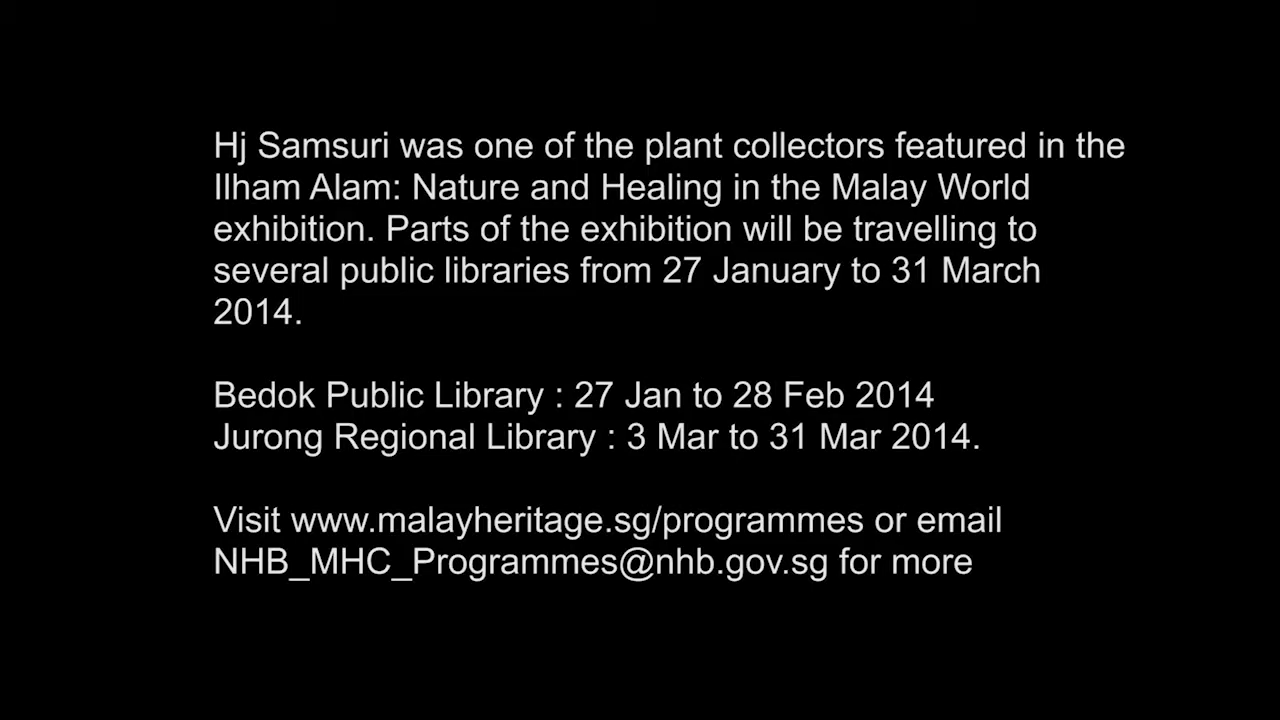 Hj Samsuri was one of the plant collectors featured in the
Ilham Alam: Nature and Healing in the Malay World
exhibition. Parts of the exhibition will be travelling to
several public libraries from 27 January to 31 March
2014.
Bedok Public Library : 27 Jan to 28 Feb 2014
Jurong Regional Library : 3 Mar to 31 Mar 2014.
Visit www.malayheritage.sg/programmes or email
NHB_MHC_Programmes@nhb.gov.sg for more